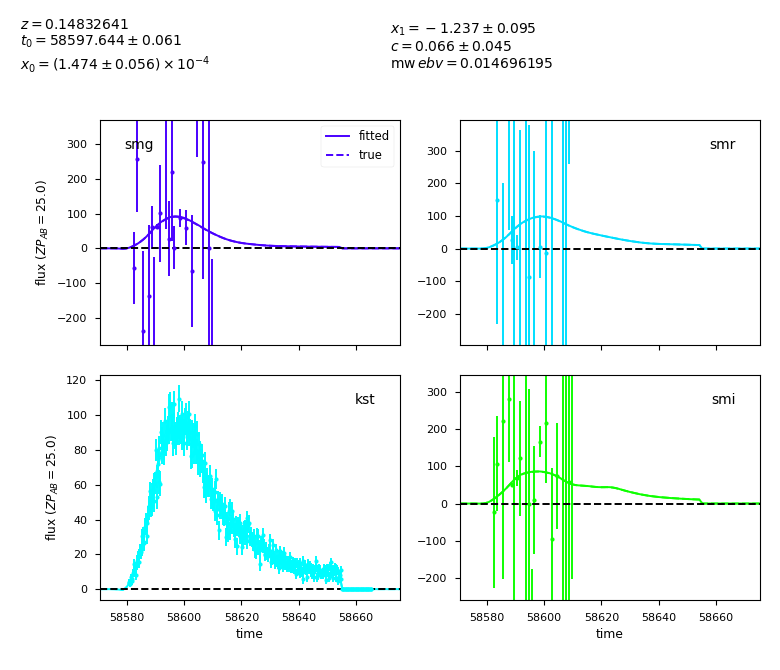 z = 0.14832641
t0 = 58597.644 ± 0.061
x0 = (1.474 ± 0.056) × 10^−4
x1 = −1.237 ± 0.095
c = 0.066 ± 0.045
mw ebv = 0.014696195
smg
fitted
true
flux (ZP_AB = 25.0)
300
200
100
0
−100
−200
smr
300
200
100
0
−100
−200
kst
flux (ZP_AB = 25.0)
120
100
80
60
40
20
0
58580 58600 58620 58640 58660
time
smi
300
200
100
0
−100
−200
58580 58600 58620 58640 58660
time